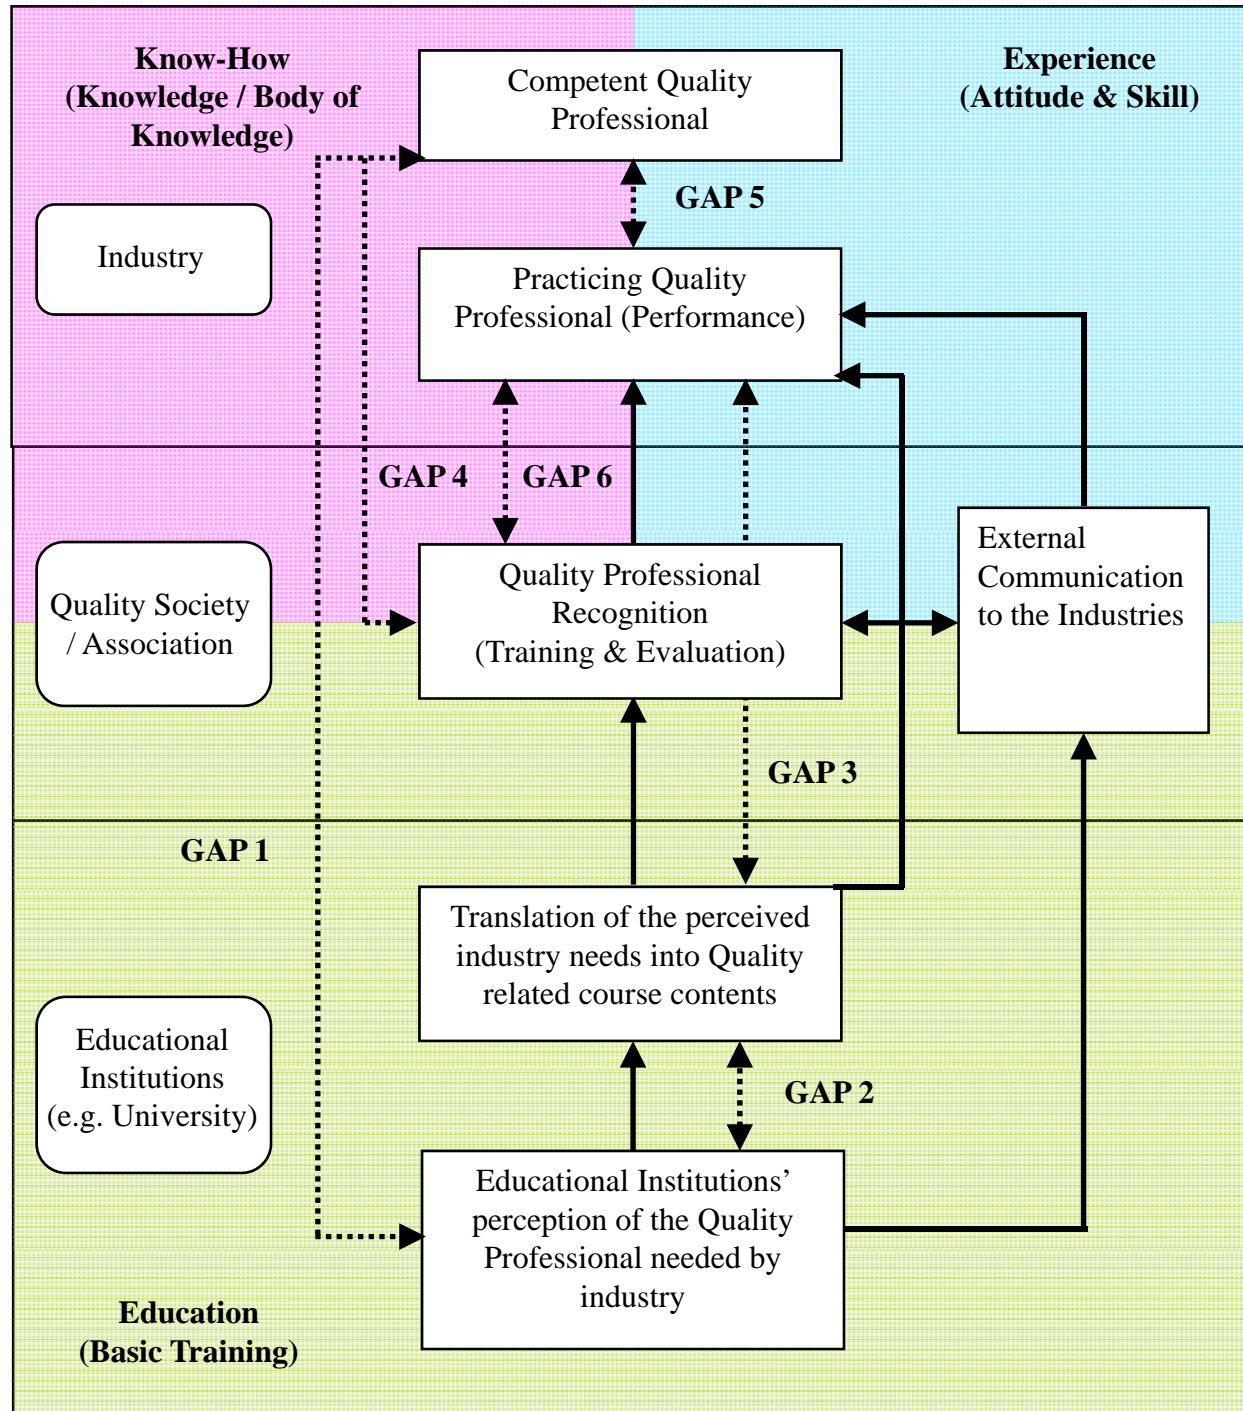 Know-How
(Knowledge / Body of
Knowledge)
Competent Quality
Professional
Experience
(Attitude & Skill)
GAP 5
Industry
Practicing Quality
Professional (Performance)
GAP 4
GAP 6
Quality Society
/ Association
Quality Professional
Recognition
(Training & Evaluation)
External
Communication
to the Industries
GAP 3
GAP 1
Translation of the perceived
industry needs into Quality
related course contents
Educational
Institutions
(e.g. University)
GAP 2
Educational Institutions’
perception of the Quality
Professional needed by
industry
Education
(Basic Training)